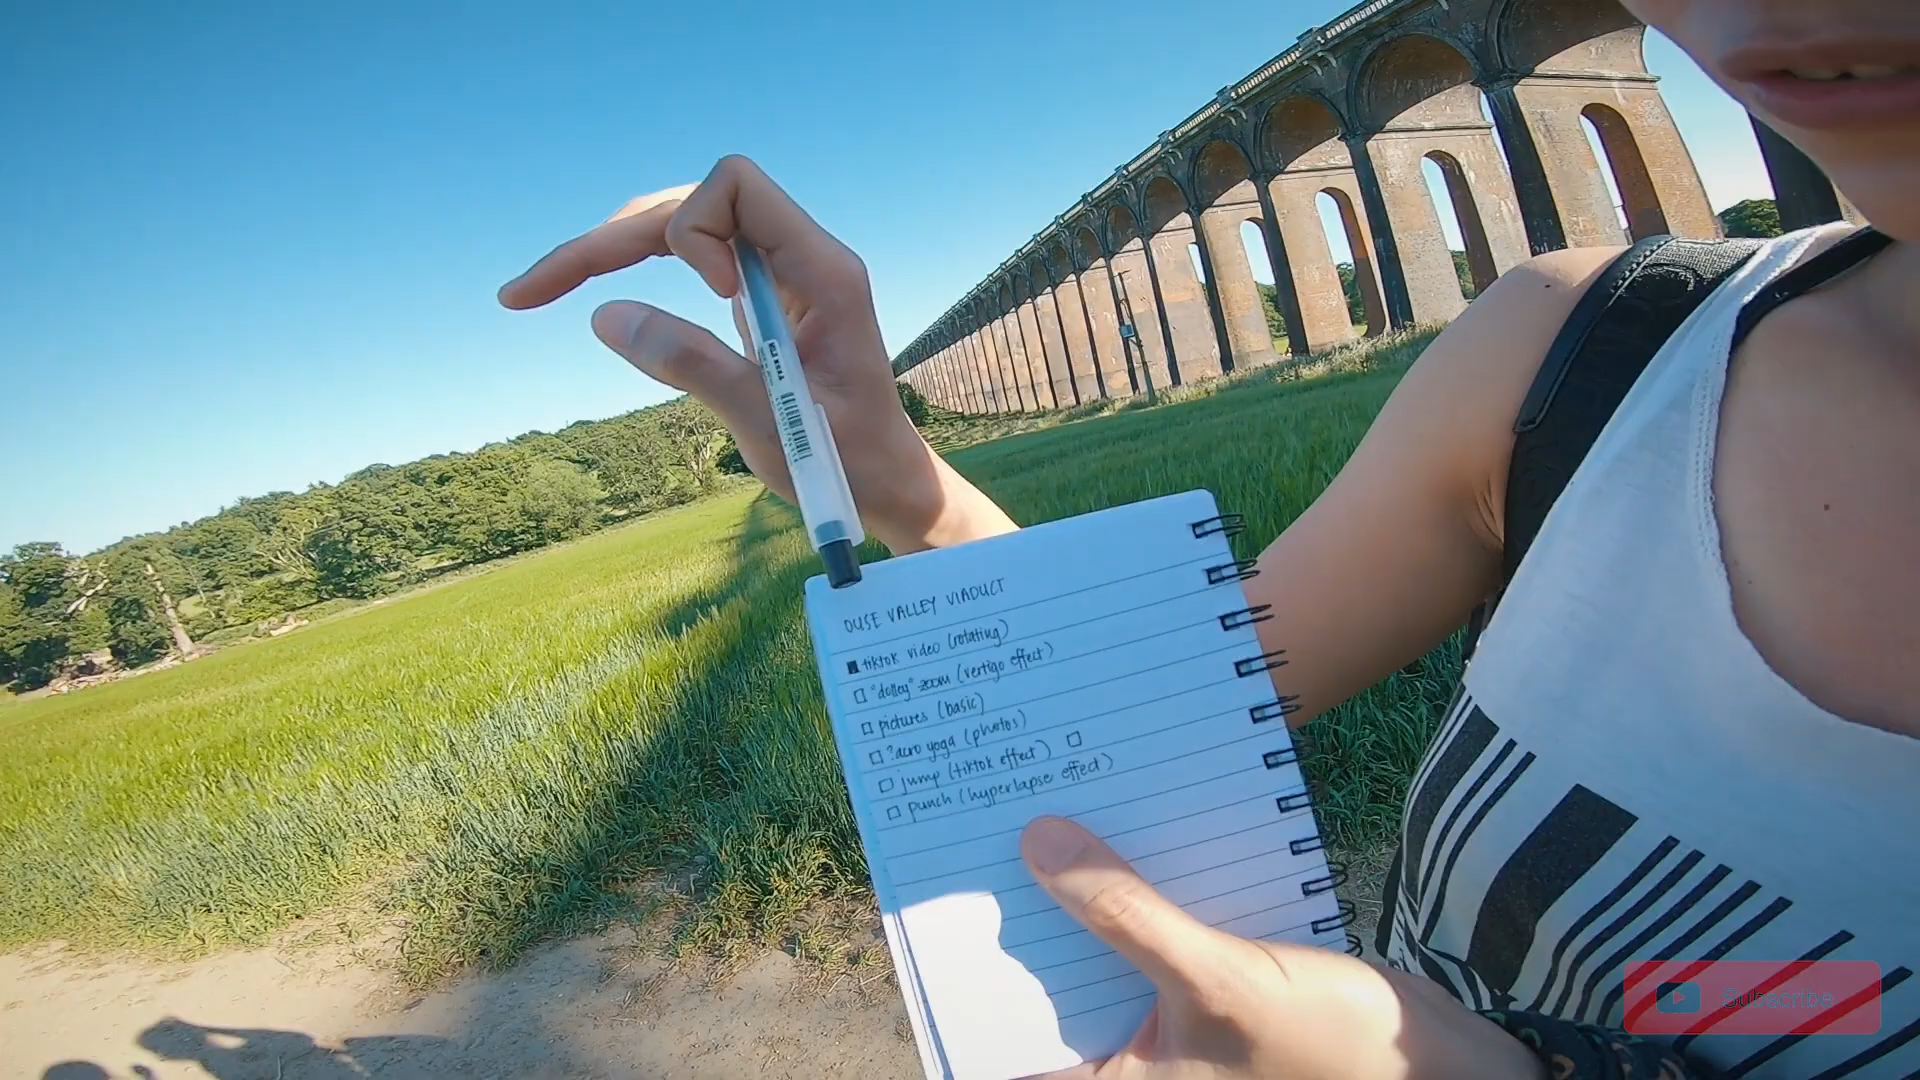 OUSE VALLEY VIADUCT
tiktok video (rotating)
"dolley" zoom (vertigo effect)
pictures (basic)
?acro yoga (photos)
jump (tiktok effect)
punch (hyperlapse effect)
Subscribe